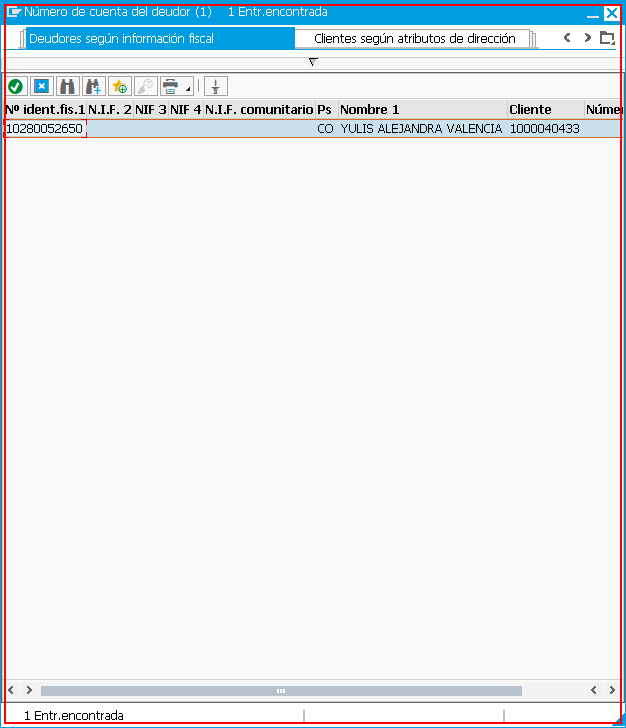 Número de cuenta del deudor (1) 1 Entr.encontrada
Deudores según información fiscal Clientes según atributos de dirección
Nº ident.fis.1 N.I.F. 2 NIF 3 NIF 4 N.I.F. comunitario Ps Nombre 1 Cliente Númer
10280052650 CO YULIS ALEJANDRA VALENCIA 1000040433
1 Entr.encontrada